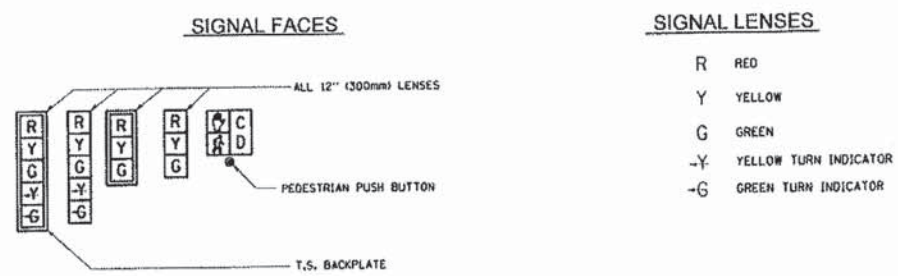 SIGNAL FACES
ALL 12" (300mm) LENSES
R R R R C
Y Y Y Y D
G G G G
-Y- -Y-
-G -G
PEDESTRIAN PUSH BUTTON
T.S. BACKPLATE
SIGNAL LENSES
R RED
Y YELLOW
G GREEN
-Y- YELLOW TURN INDICATOR
-G GREEN TURN INDICATOR